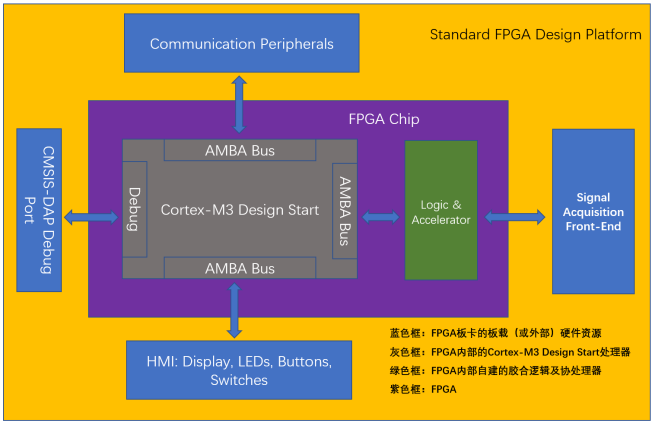 Communication Peripherals
Standard FPGA Design Platform
FPGA Chip
AMBA Bus
CMSIS-DAP Debug
Port
Debug
Cortex-M3 Design Start
AMBA Bus
Logic &
Accelerator
Signal
Acquisition
Front-End
AMBA Bus
HMI: Display, LEDs, Buttons,
Switches
蓝色框：FPGA板卡的板载（或外部）硬件资源
灰色框：FPGA内部的Cortex-M3 Design Start处理器
绿色框：FPGA内部自建的胶合逻辑及协处理器
紫色框：FPGA